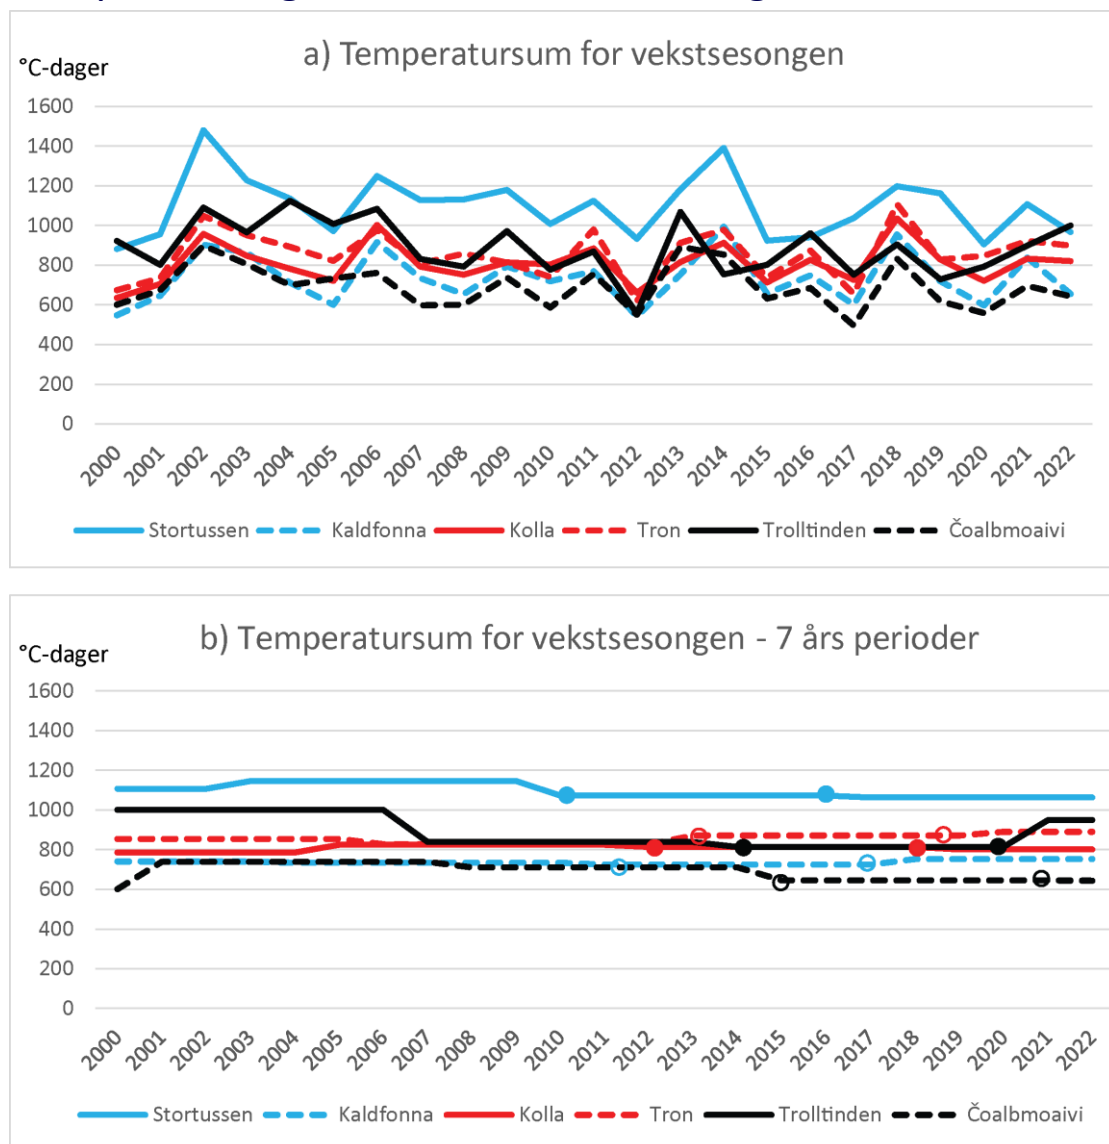 a) Temperatursum for vekstsesongen
°C-dager
1600
1400
1200
1000
800
600
400
200
0
2000 2001 2002 2003 2004 2005 2006 2007 2008 2009 2010 2011 2012 2013 2014 2015 2016 2017 2018 2019 2020 2021 2022
Stortussen Kaldfonna Kolla Tron Trolltinden Čoalbmoaivi
b) Temperatursum for vekstsesongen - 7 års perioder
°C-dager
1600
1400
1200
1000
800
600
400
200
0
2000 2001 2002 2003 2004 2005 2006 2007 2008 2009 2010 2011 2012 2013 2014 2015 2016 2017 2018 2019 2020 2021 2022
Stortussen Kaldfonna Kolla Tron Trolltinden Čoalbmoaivi